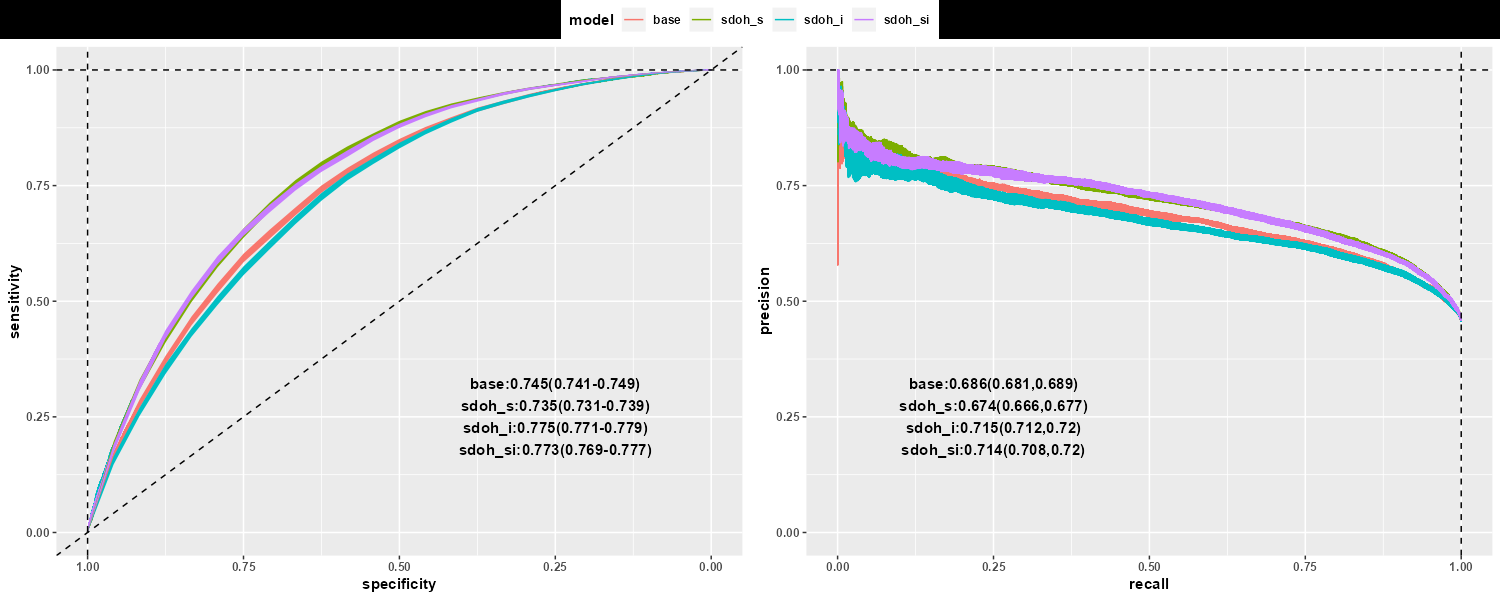 model base sdoh_s sdoh_i sdoh_si
1.00
0.75
0.50
0.25
0.00
sensitivity
base:0.745(0.741-0.749)
sdoh_s:0.735(0.731-0.739)
sdoh_i:0.775(0.771-0.779)
sdoh_si:0.773(0.769-0.777)
1.00 0.75 0.50 0.25 0.00
specificity
1.00
0.75
0.50
0.25
0.00
precision
base:0.686(0.681,0.689)
sdoh_s:0.674(0.666,0.677)
sdoh_i:0.715(0.712,0.72)
sdoh_si:0.714(0.708,0.72)
0.00 0.25 0.50 0.75 1.00
recall